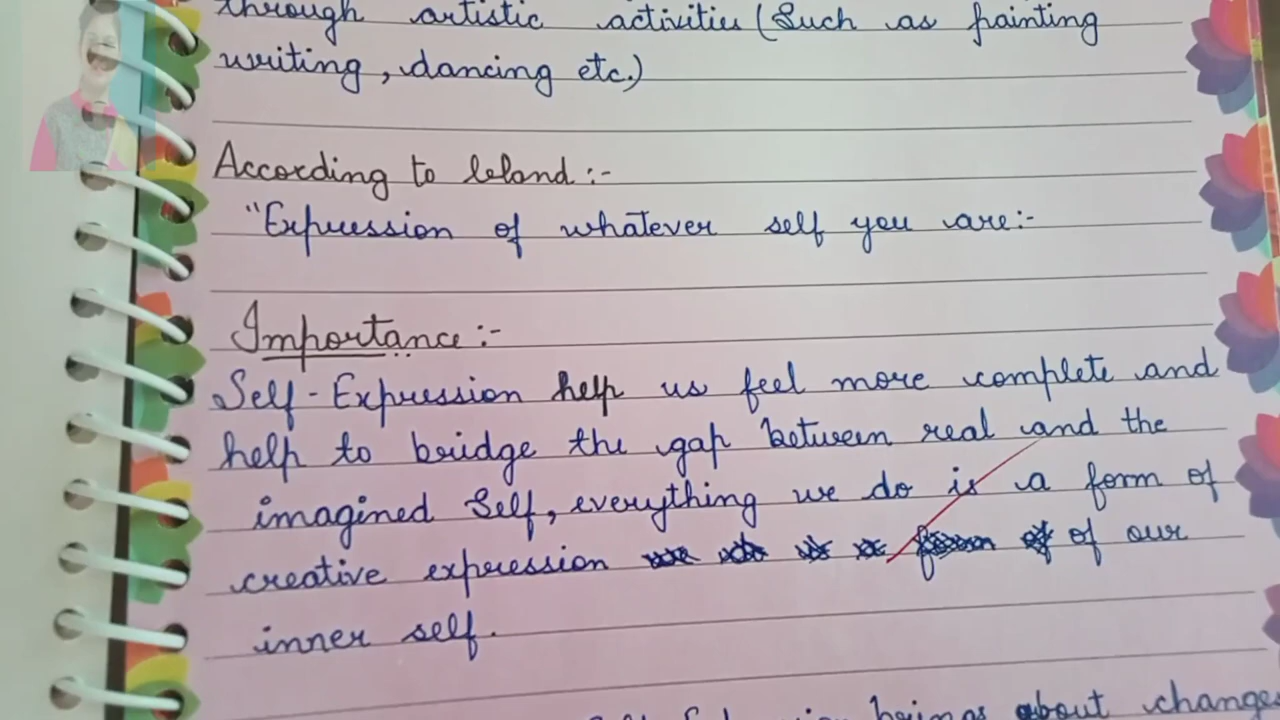 through artistic activities (Such as painting
writing, dancing etc.)
According to leland :-
"Expression of whatever self you are:-
Importance :-
Self-Expression help us feel more complete and
help to bridge the gap between real and the
imagined Self, everything we do is a form of
creative expression of our
inner self.
brings about changes